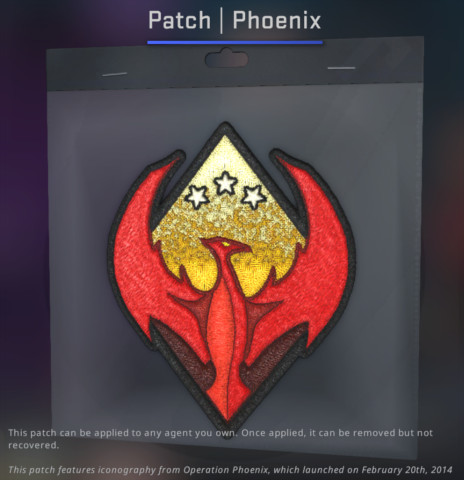 Patch | Phoenix
This patch can be applied to any agent you own. Once applied, it can be removed but not
recovered.
This patch features iconography from Operation Phoenix, which launched on February 20th, 2014